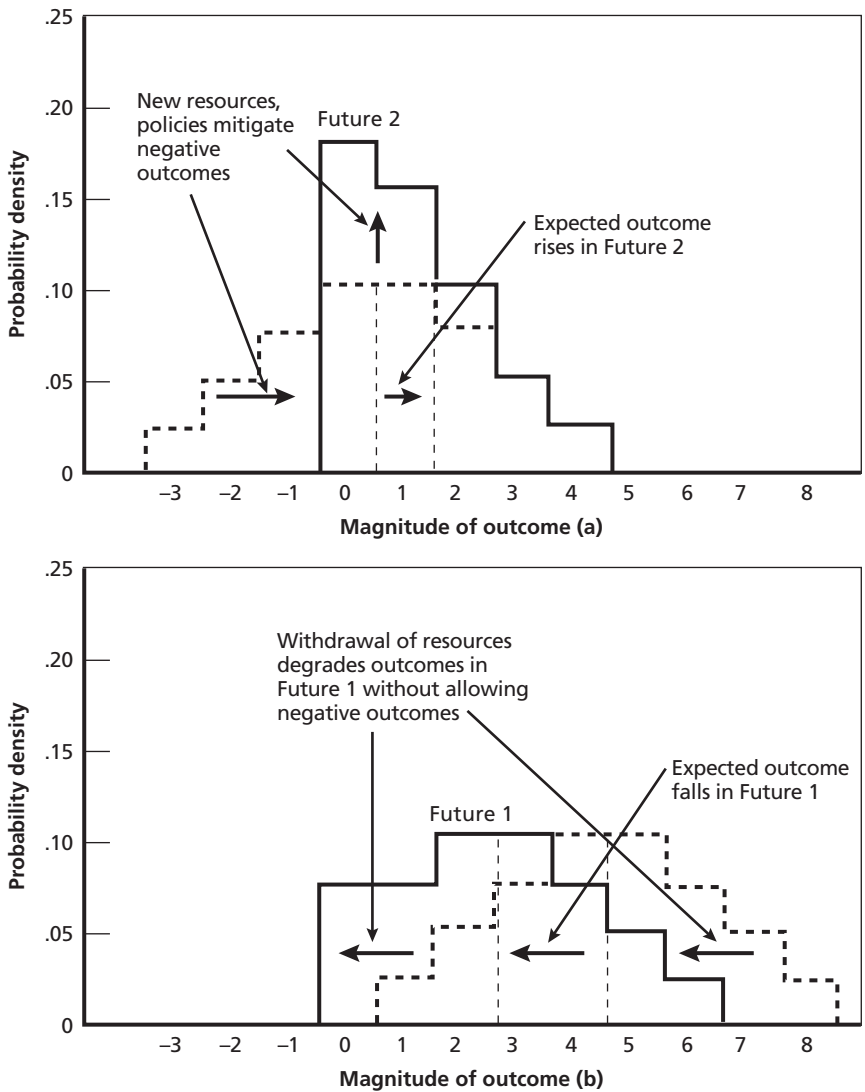 .25
New resources,
policies mitigate
negative
outcomes
Future 2
.20
Expected outcome
rises in Future 2
.15
.10
.05
0
Probability density
–3 –2 –1 0 1 2 3 4 5 6 7 8
Magnitude of outcome (a)
.25
Withdrawal of resources
degrades outcomes in
Future 1 without allowing
negative outcomes
.20
.15
Expected outcome
falls in Future 1
Future 1
.10
.05
0
Probability density
–3 –2 –1 0 1 2 3 4 5 6 7 8
Magnitude of outcome (b)